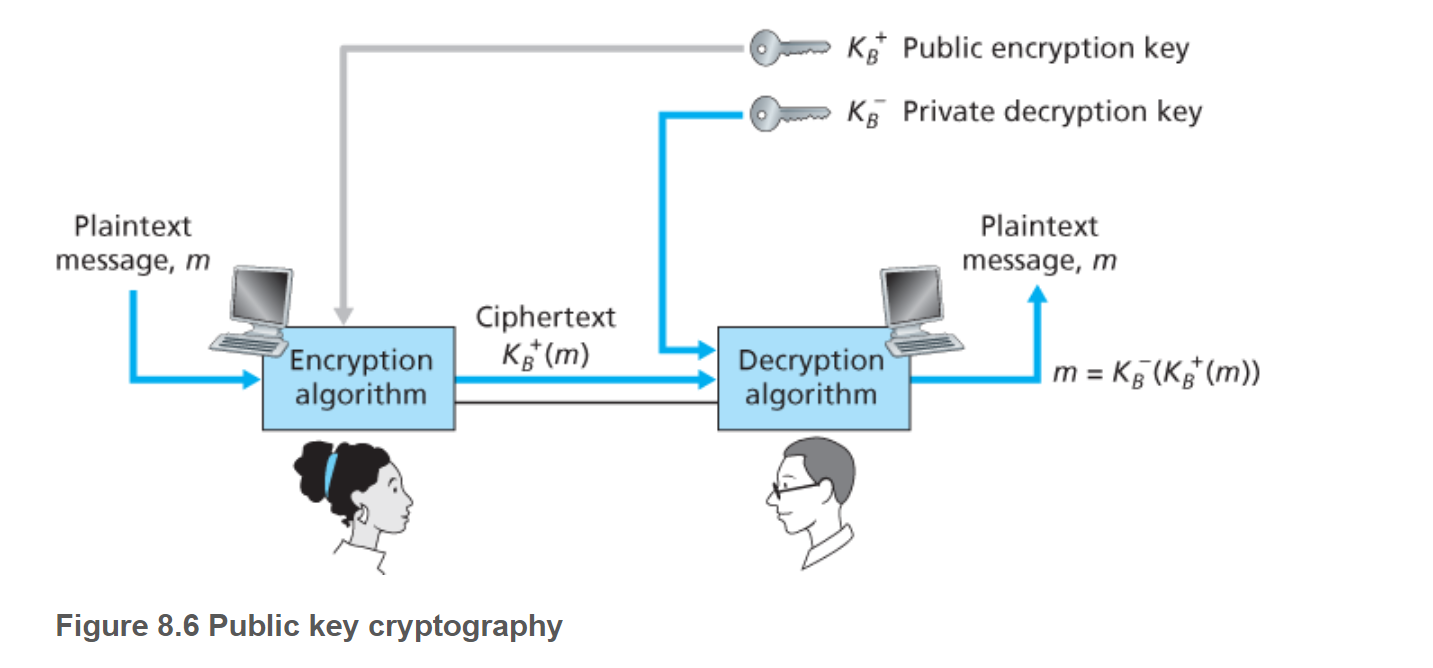 K_B^+ Public encryption key
K_B^- Private decryption key
Plaintext
message, m
Plaintext
message, m
Ciphertext
K_B^+(m)
Encryption
algorithm
Decryption
algorithm
m = K_B^-(K_B^+(m))
Figure 8.6 Public key cryptography